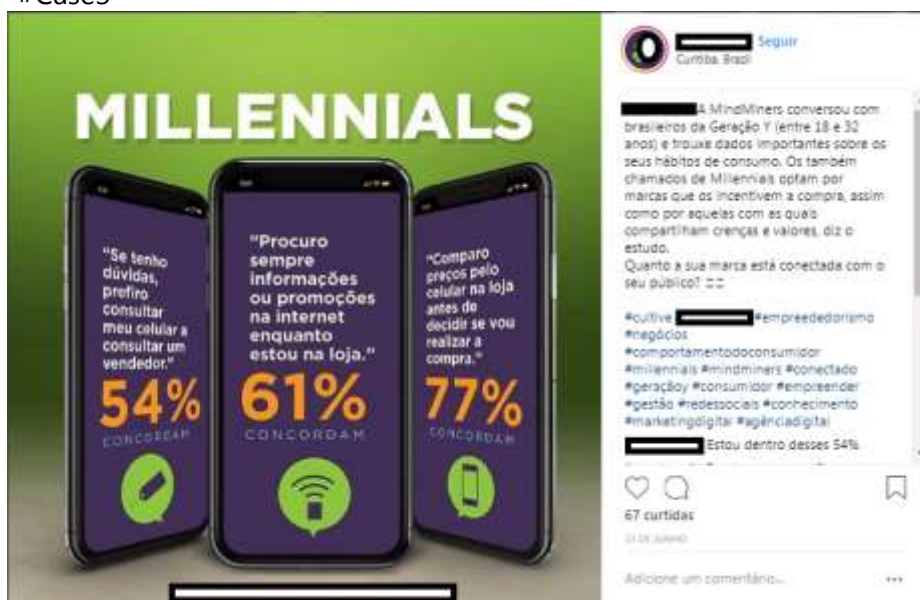 #Case3
MILLENNIALS
"Se tenho
dúvidas,
prefiro
consultar
meu celular a
consultar um
vendedor."
54%
CONCORDAM
"Procuro
sempre
informações
ou promoções
na internet
enquanto
estou na loja."
61%
CONCORDAM
"Comparo
preços pelo
celular na loja
antes de
decidir se vou
realizar a
compra."
77%
CONCORDAM
Seguir
Curitiba, Brazil
A MindMiners conversou com
brasileiros da Geração Y (entre 18 e 32
anos) e trouxe dados importantes sobre os
seus hábitos de consumo. Os também
chamados de Millennials optam por
marcas que os incentivem a compra, assim
como por aquelas com as quais
compartilham crenças e valores, diz o
estudo.
Quanto a sua marca está conectada com o
seu público?
#cultive #empreededorismo
#negócios
#comportamentodoconsumidor
#millennials #mindminers #conectado
#geraçãoy #consumidor #empreender
#gestão #redessociais #conhecimento
#marketingdigital #agênciadigital
Estou dentro desses 54%
67 curtidas
DE JUNHO
Adicione um comentário...